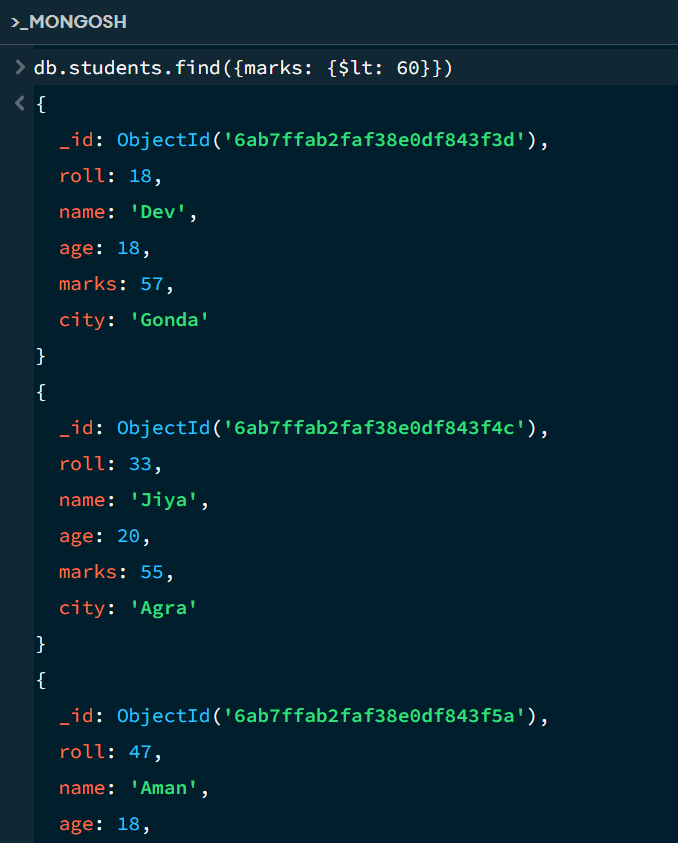 >_MONGOSH
> db.students.find({marks: {$lt: 60}})
< {
_id: ObjectId('6ab7ffab2faf38e0df843f3d'),
roll: 18,
name: 'Dev',
age: 18,
marks: 57,
city: 'Gonda'
}
{
_id: ObjectId('6ab7ffab2faf38e0df843f4c'),
roll: 33,
name: 'Jiya',
age: 20,
marks: 55,
city: 'Agra'
}
{
_id: ObjectId('6ab7ffab2faf38e0df843f5a'),
roll: 47,
name: 'Aman',
age: 18,